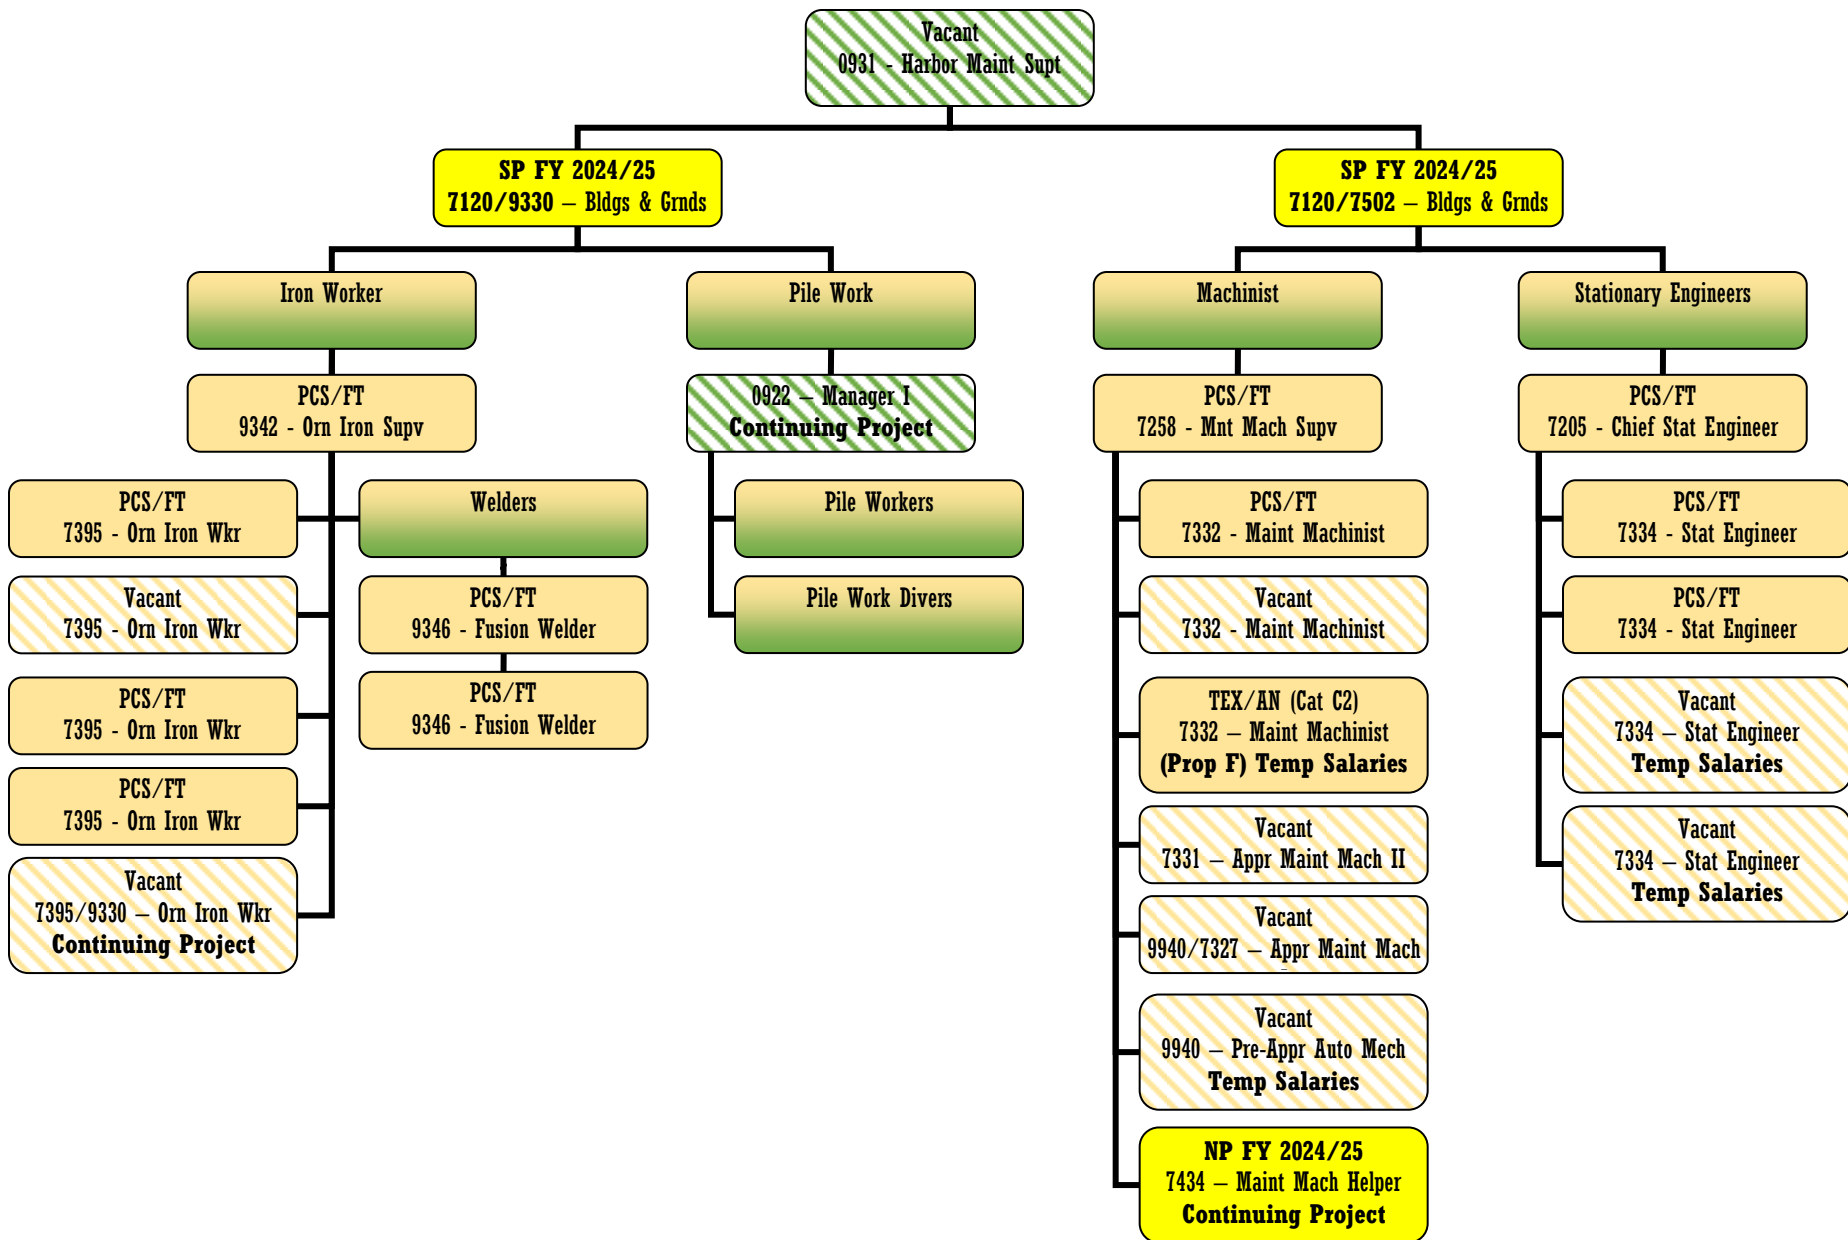 Vacant
0931 - Harbor Maint Supt
SP FY 2024/25
7120/9330 – Bldgs & Grnds
SP FY 2024/25
7120/7502 – Bldgs & Grnds
Iron Worker
Pile Work
Machinist
Stationary Engineers
PCS/FT
9342 - Orn Iron Supv
0922 – Manager I
Continuing Project
PCS/FT
7258 - Mnt Mach Supv
PCS/FT
7205 - Chief Stat Engineer
PCS/FT
7395 - Orn Iron Wkr
Welders
Pile Workers
PCS/FT
7332 - Maint Machinist
PCS/FT
7334 - Stat Engineer
Vacant
7395 - Orn Iron Wkr
PCS/FT
9346 - Fusion Welder
Pile Work Divers
Vacant
7332 - Maint Machinist
PCS/FT
7334 - Stat Engineer
PCS/FT
7395 - Orn Iron Wkr
PCS/FT
9346 - Fusion Welder
TEX/AN (Cat C2)
7332 – Maint Machinist
(Prop F) Temp Salaries
Vacant
7334 – Stat Engineer
Temp Salaries
PCS/FT
7395 - Orn Iron Wkr
Vacant
7331 – Appr Maint Mach II
Vacant
7334 – Stat Engineer
Temp Salaries
Vacant
7395/9330 – Orn Iron Wkr
Continuing Project
Vacant
9940/7327 – Appr Maint Mach
Vacant
9940 – Pre-Appr Auto Mech
Temp Salaries
NP FY 2024/25
7434 – Maint Mach Helper
Continuing Project